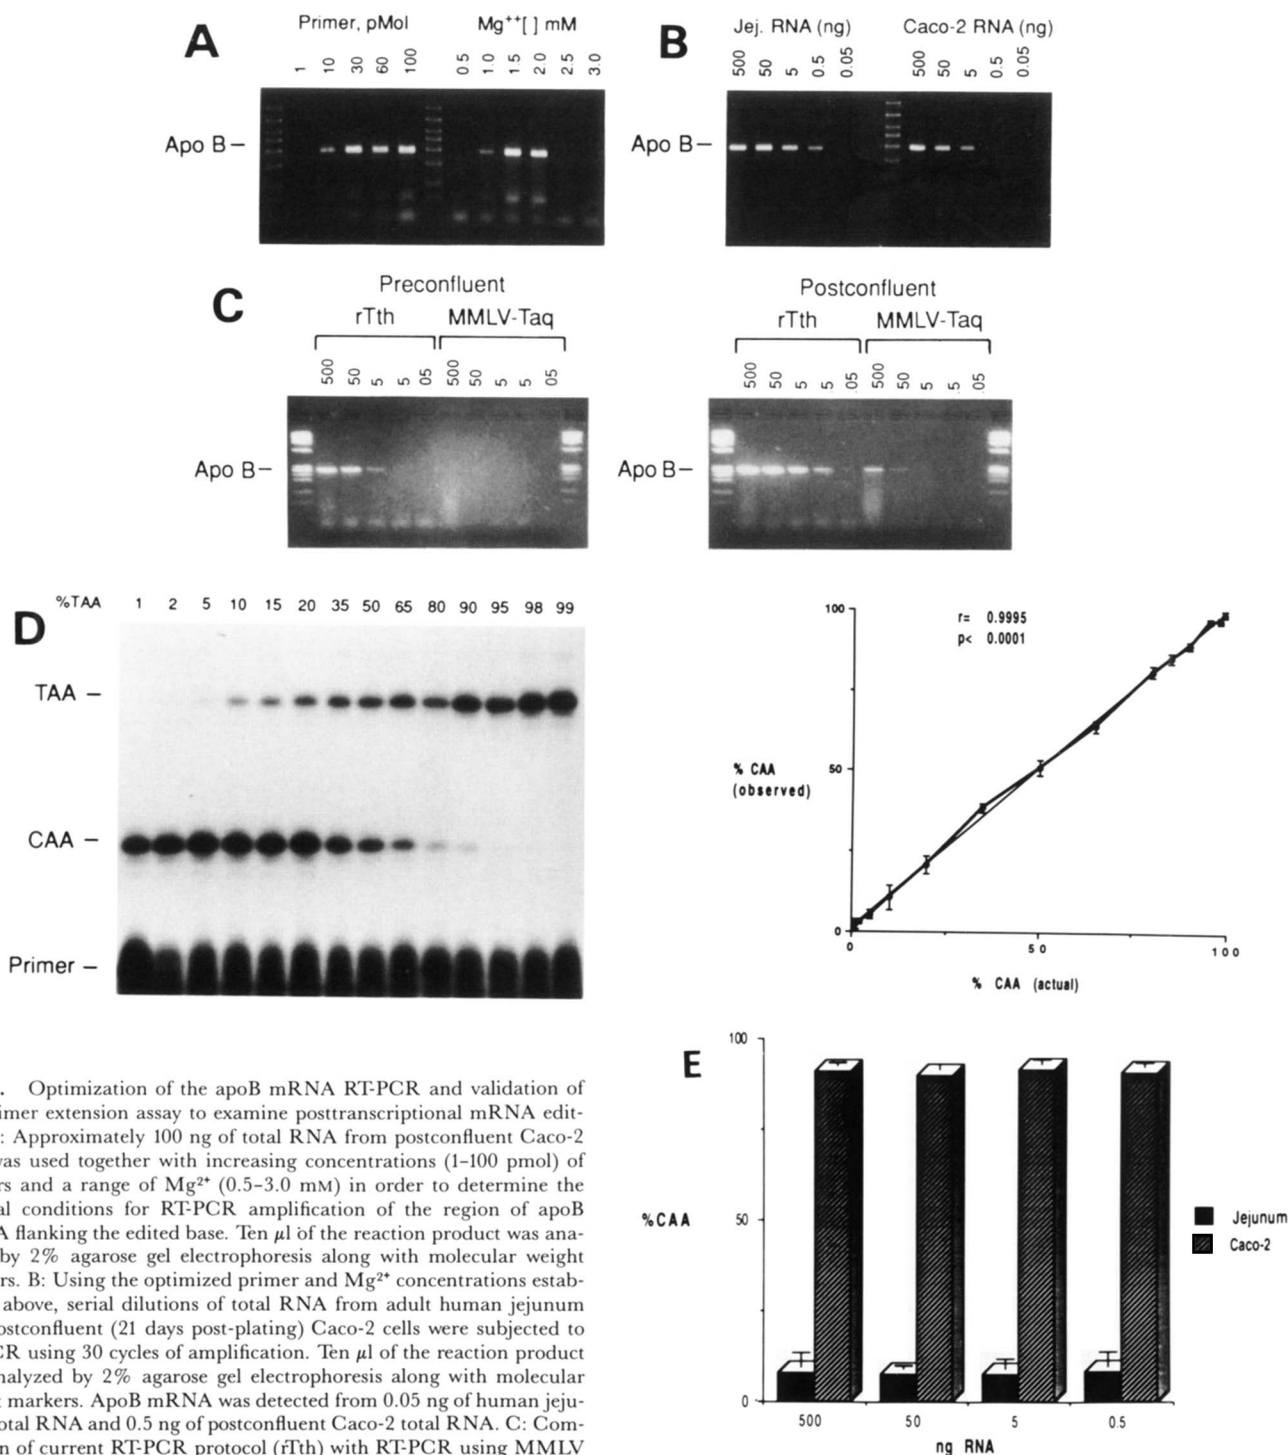 A
Primer, pMol
Mg++[ ] mM
1 10 30 60 100
0.5 1.0 1.5 2.0 2.5 3.0
Apo B–
B
Jej. RNA (ng)
Caco-2 RNA (ng)
500 50 5 0.5 0.05
500 50 5 0.5 0.05
Apo B–
C
Preconfluent
rTth
MMLV-Taq
500 50 5 .5 .05
500 50 5 .5 .05
Apo B–
Postconfluent
rTth
MMLV-Taq
500 50 5 .5 .05
500 50 5 .5 .05
Apo B–
D
%TAA 1 2 5 10 15 20 35 50 65 80 90 95 98 99
TAA –
CAA –
Primer –
r= 0.9995
p< 0.0001
100
50
0
% CAA
(observed)
0 50 100
% CAA (actual)
E
100
50
0
%CAA
500 50 5 0.5
ng RNA
Jejunum
Caco-2
. Optimization of the apoB mRNA RT-PCR and validation of
imer extension assay to examine posttranscriptional mRNA edit-
: Approximately 100 ng of total RNA from postconfluent Caco-2
was used together with increasing concentrations (1–100 pmol) of
rs and a range of Mg²⁺ (0.5–3.0 mM) in order to determine the
al conditions for RT-PCR amplification of the region of apoB
A flanking the edited base. Ten µl of the reaction product was ana-
by 2% agarose gel electrophoresis along with molecular weight
rs. B: Using the optimized primer and Mg²⁺ concentrations estab-
above, serial dilutions of total RNA from adult human jejunum
ostconfluent (21 days post-plating) Caco-2 cells were subjected to
CR using 30 cycles of amplification. Ten µl of the reaction product
nalyzed by 2% agarose gel electrophoresis along with molecular
t markers. ApoB mRNA was detected from 0.05 ng of human jeju-
otal RNA and 0.5 ng of postconfluent Caco-2 total RNA. C: Com-
n of current RT-PCR protocol (rTth) with RT-PCR using MMLV